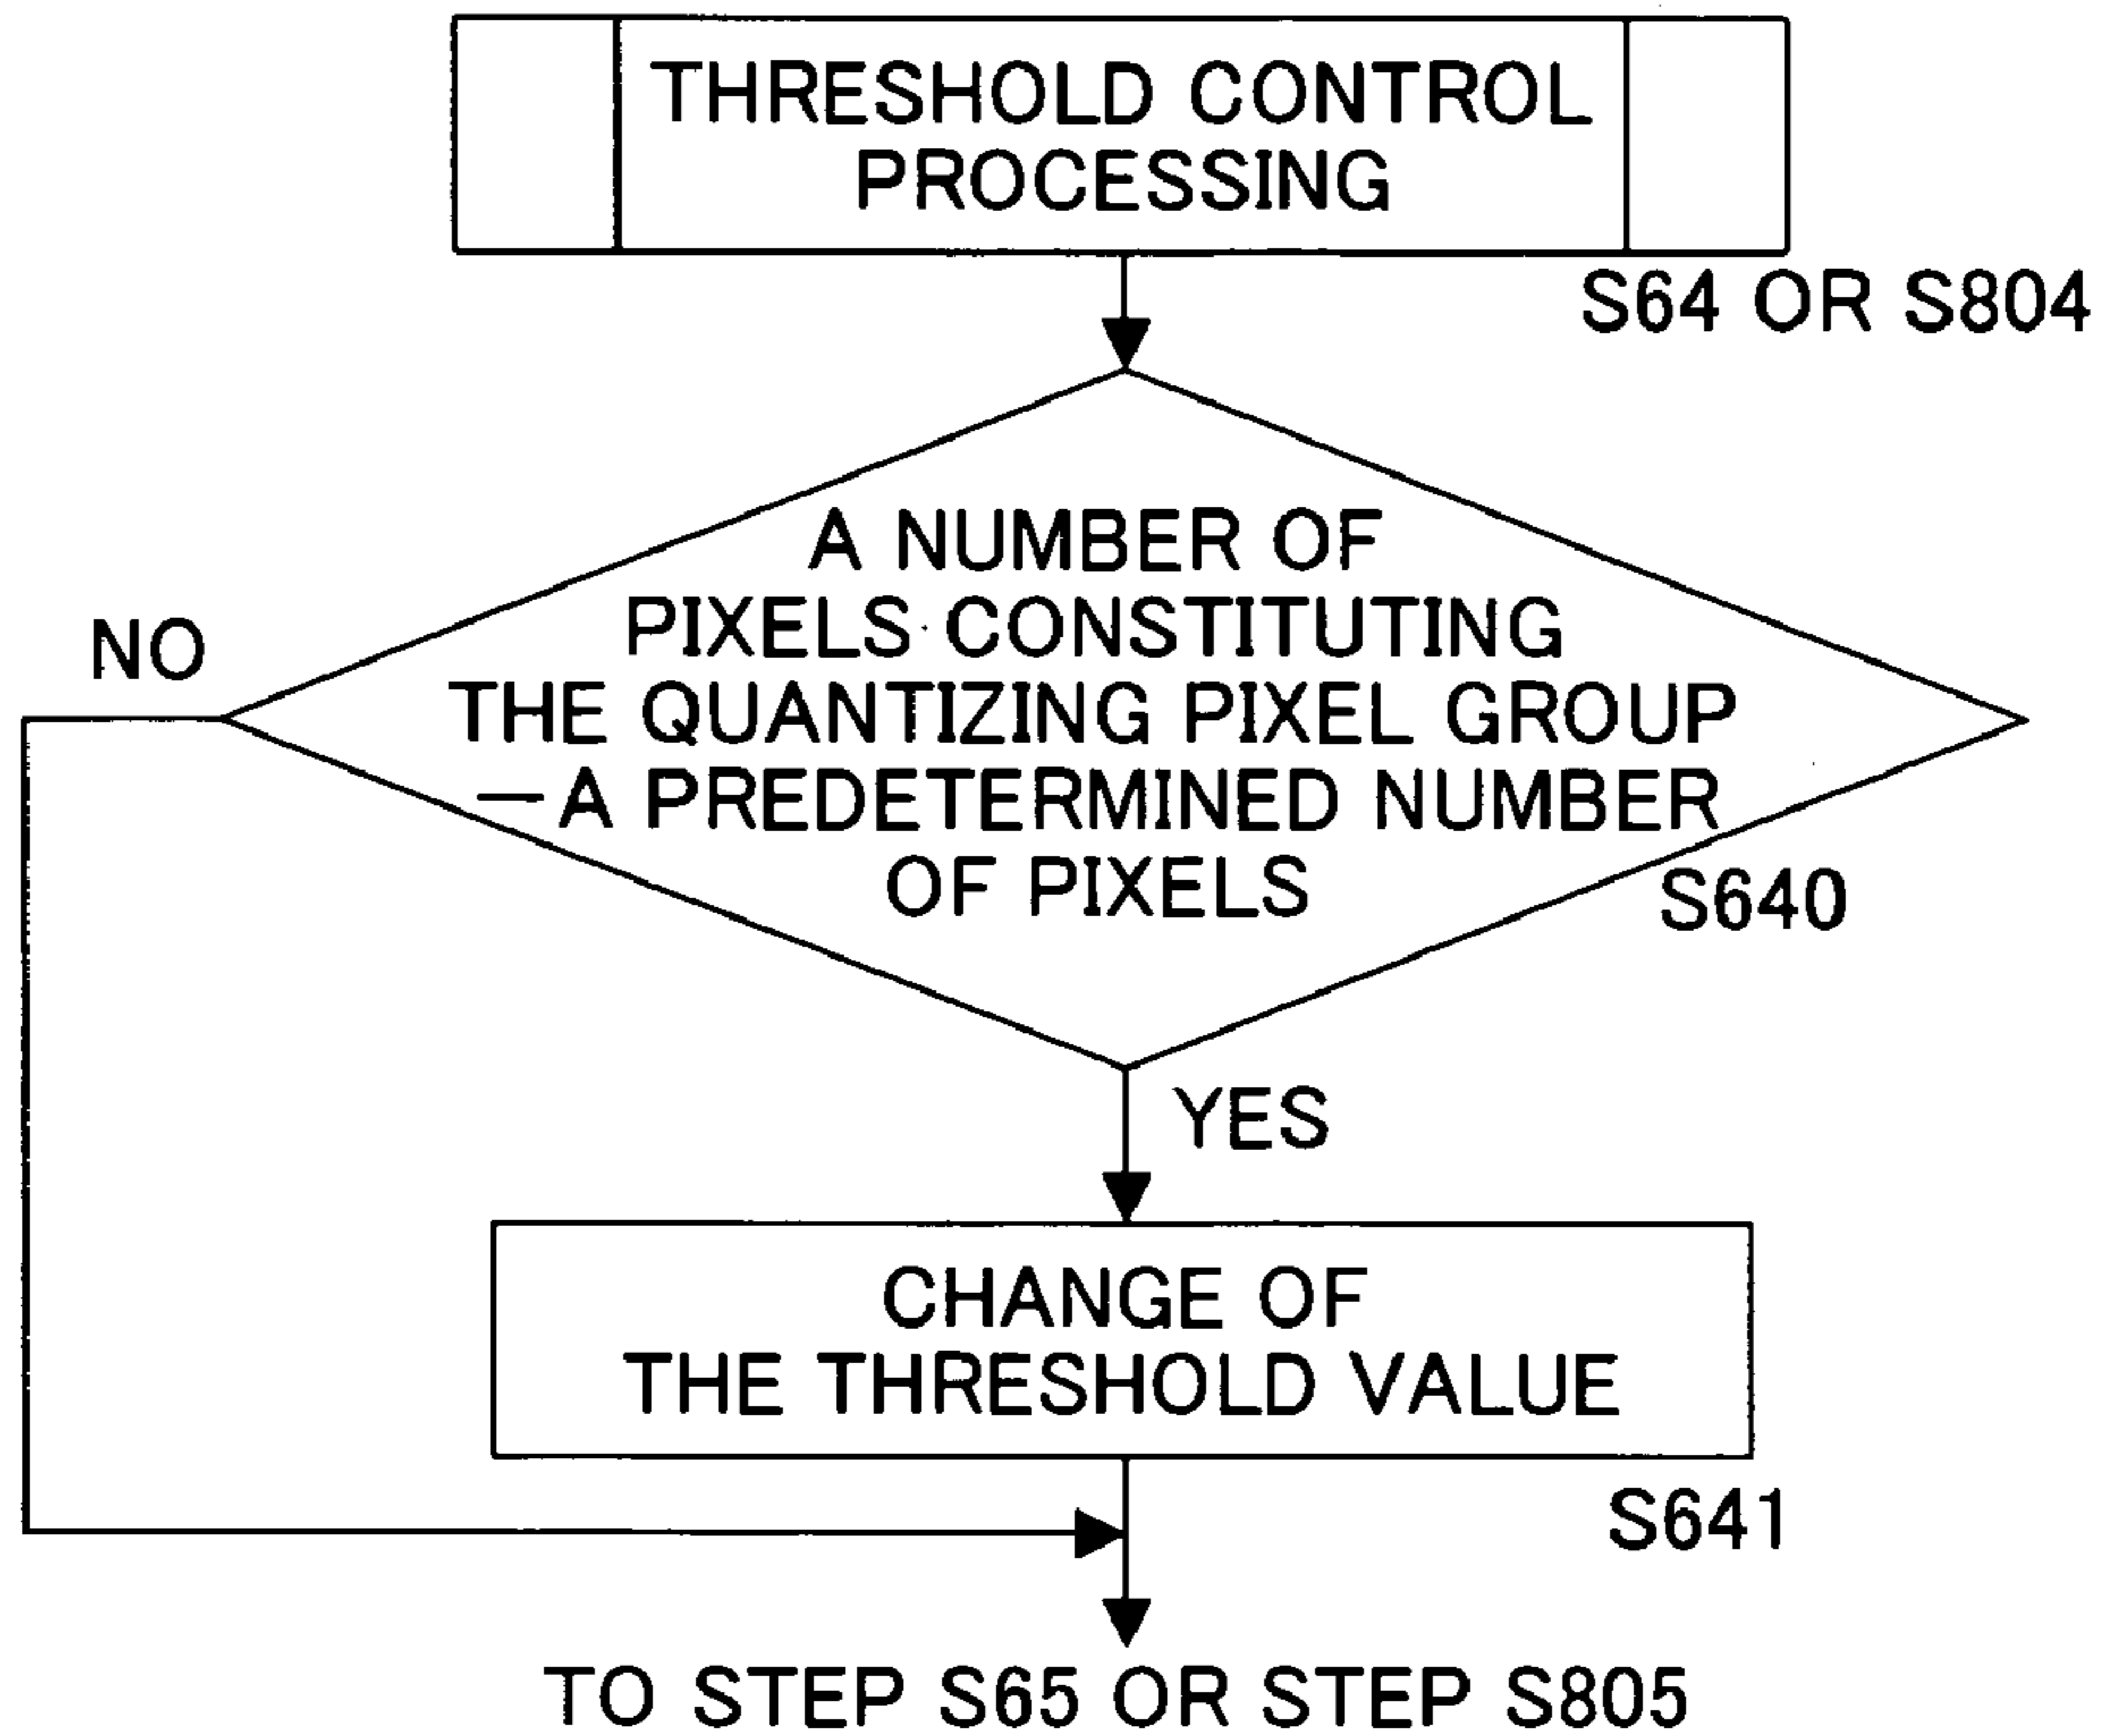 THRESHOLD CONTROL
PROCESSING
S64 OR S804
A NUMBER OF
PIXELS CONSTITUTING
THE QUANTIZING PIXEL GROUP
—A PREDETERMINED NUMBER
OF PIXELS
S640
NO
YES
CHANGE OF
THE THRESHOLD VALUE
S641
TO STEP S65 OR STEP S805